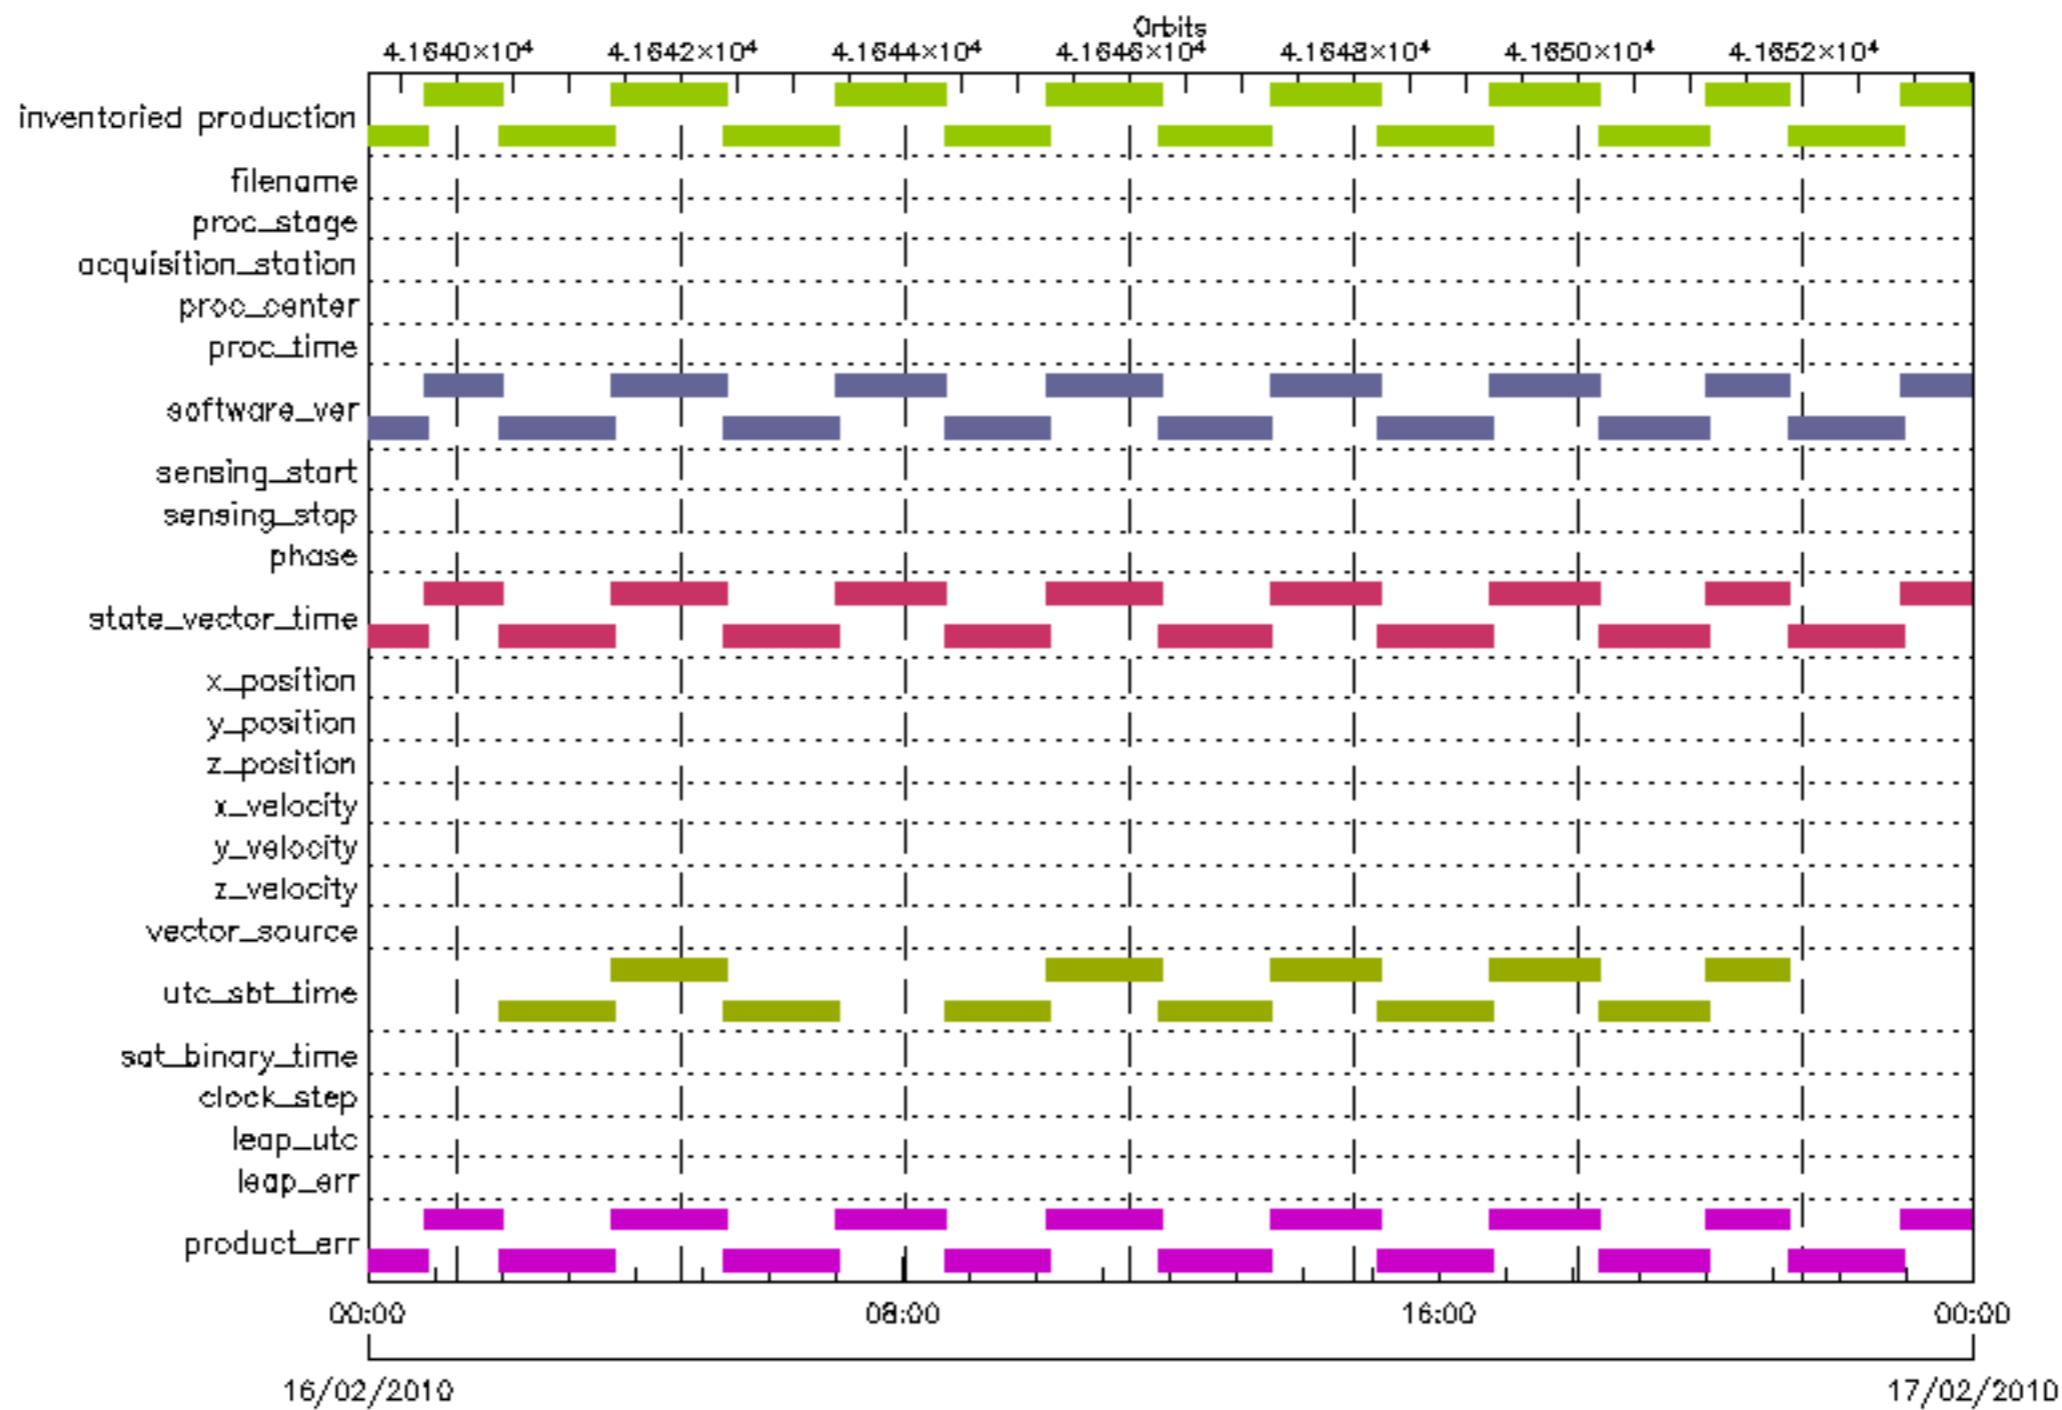 Orbits
4.1640×10⁴ 4.1642×10⁴ 4.1644×10⁴ 4.1646×10⁴ 4.1648×10⁴ 4.1650×10⁴ 4.1652×10⁴
inventoried production
filename
proc_stage
acquisition_station
proc_center
proc_time
software_ver
sensing_start
sensing_stop
phase
state_vector_time
x_position
y_position
z_position
x_velocity
y_velocity
z_velocity
vector_source
utc_sbt_time
sat_binary_time
clock_step
leap_utc
leap_err
product_err
00:00 08:00 16:00 00:00
16/02/2010 17/02/2010